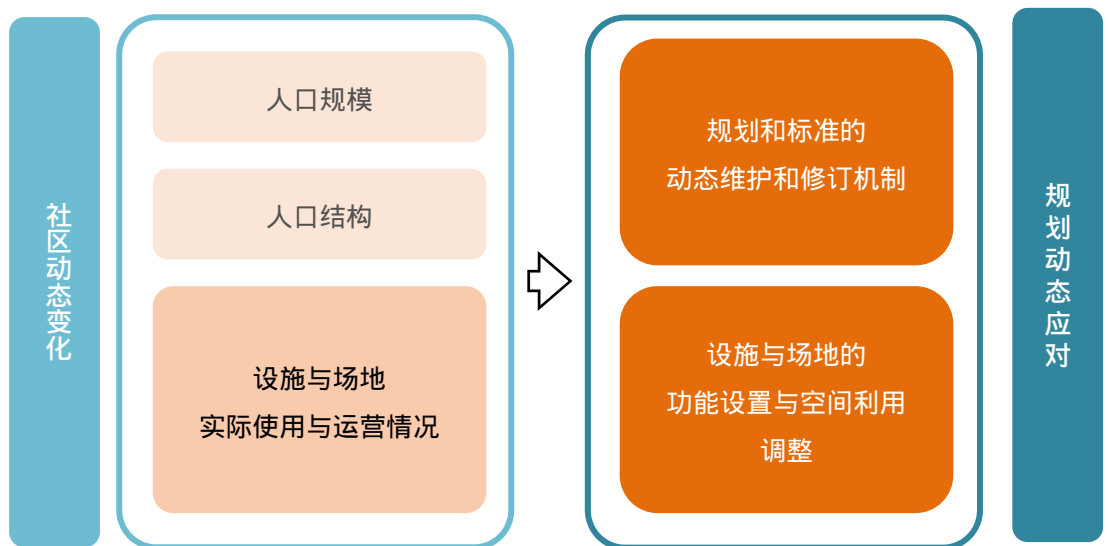 社区动态变化
人口规模
人口结构
设施与场地
实际使用与运营情况
规划和标准的
动态维护和修订机制
设施与场地的
功能设置与空间利用
调整
规划动态应对